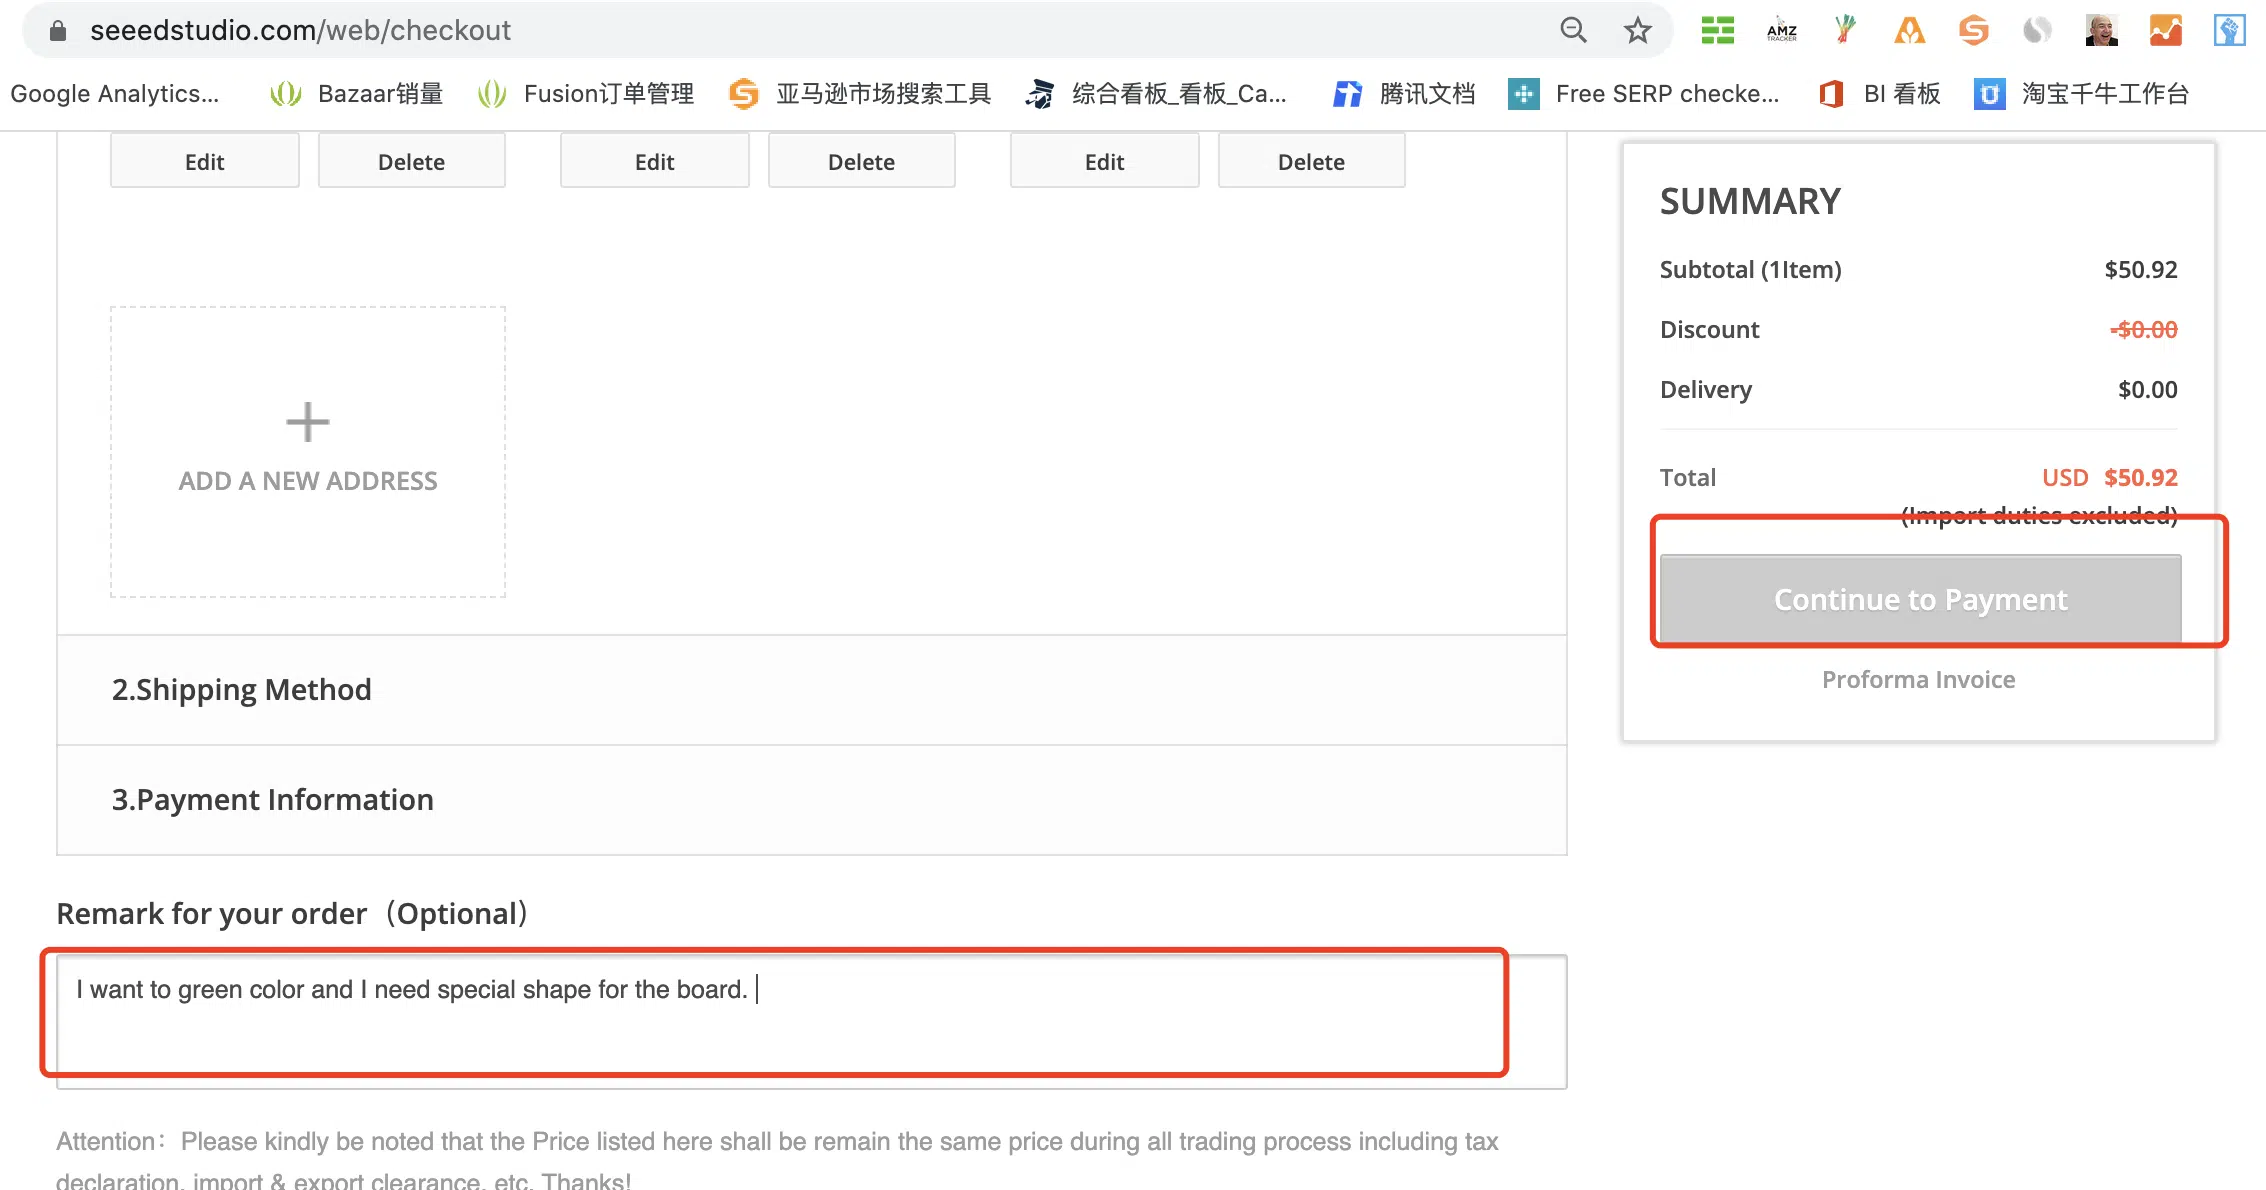 seeedstudio.com/web/checkout
AMZ
TRACKER
Google Analytics...
Bazaar销量
Fusion订单管理
亚马逊市场搜索工具
综合看板_看板_Ca...
腾讯文档
Free SERP checke...
BI 看板
淘宝千牛工作台
Edit
Delete
Edit
Delete
Edit
Delete
ADD A NEW ADDRESS
2.Shipping Method
3.Payment Information
Remark for your order（Optional）
I want to green color and I need special shape for the board.
Attention：Please kindly be noted that the Price listed here shall be remain the same price during all trading process including tax
declaration, import & export clearance, etc. Thanks!
SUMMARY
Subtotal (1Item) $50.92
Discount -$0.00
Delivery $0.00
Total USD $50.92
(Import duties excluded)
Continue to Payment
Proforma Invoice